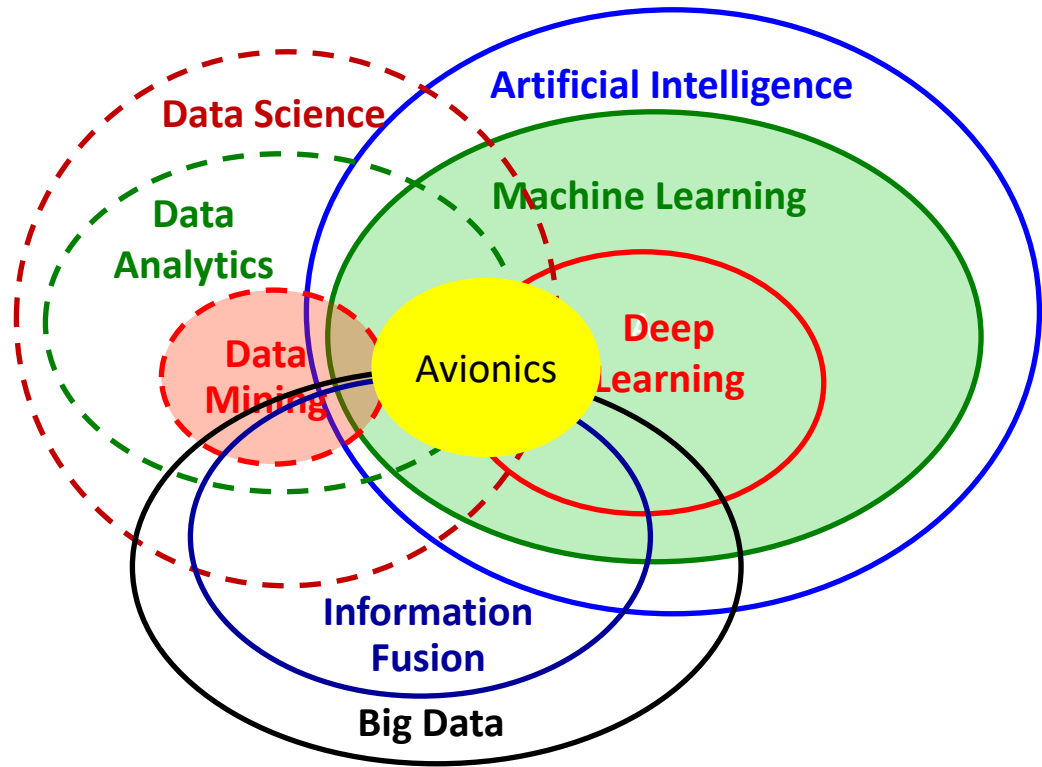 Artificial Intelligence
Data Science
Machine Learning
Data
Analytics
Deep
Learning
Data
Mining
Avionics
Information
Fusion
Big Data